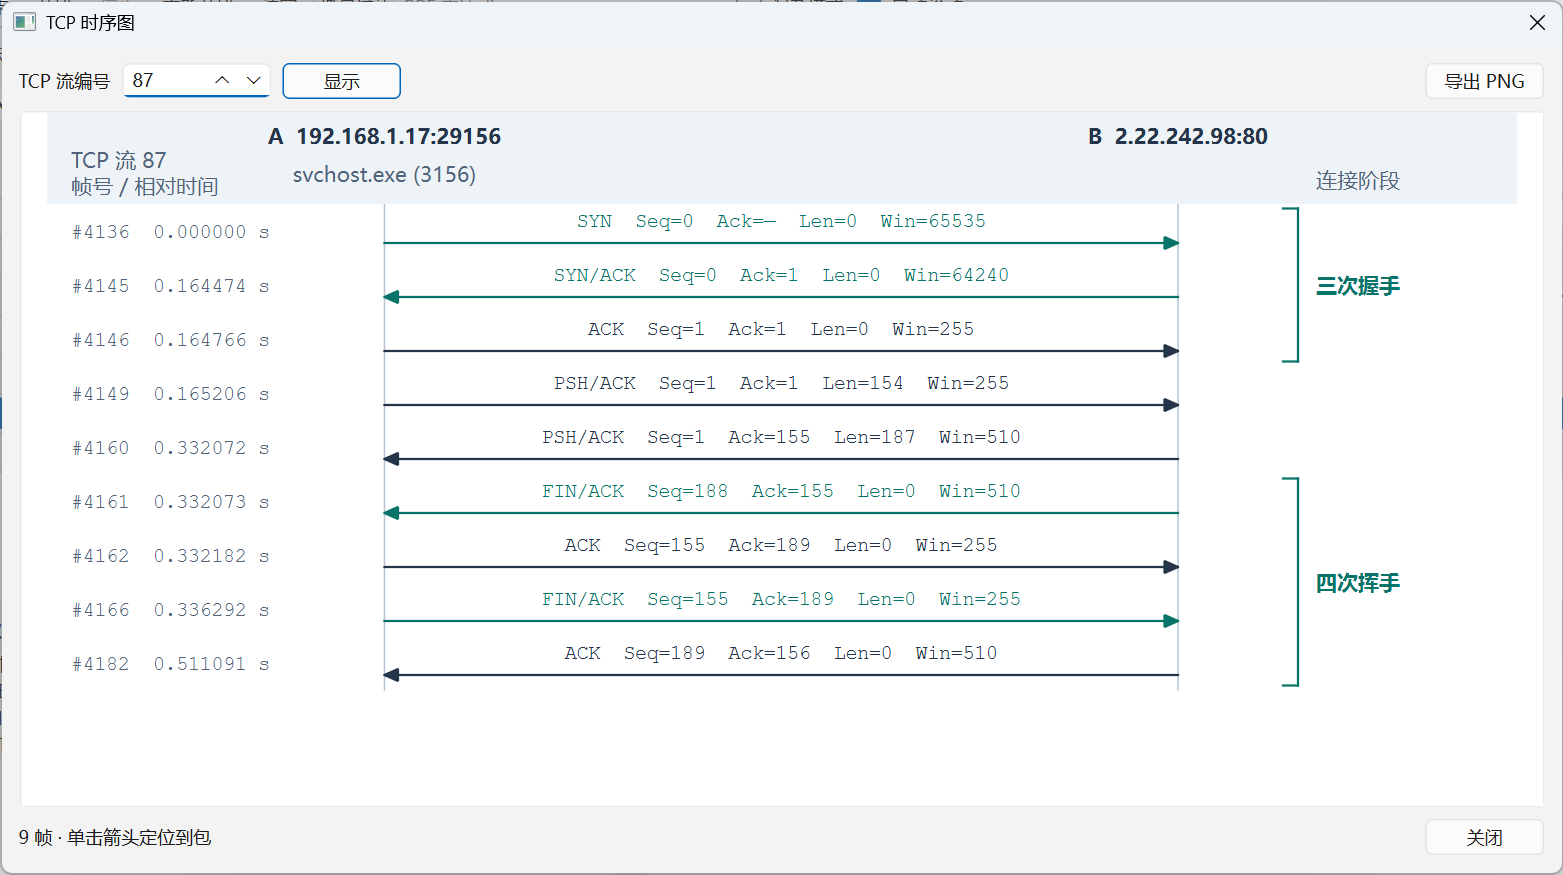 TCP 时序图
TCP 流编号 87 显示 导出 PNG
A 192.168.1.17:29156 B 2.22.242.98:80
TCP 流 87 svchost.exe (3156)
帧号 / 相对时间 连接阶段
#4136 0.000000 s SYN Seq=0 Ack=— Len=0 Win=65535
#4145 0.164474 s SYN/ACK Seq=0 Ack=1 Len=0 Win=64240
三次握手
#4146 0.164766 s ACK Seq=1 Ack=1 Len=0 Win=255
#4149 0.165206 s PSH/ACK Seq=1 Ack=1 Len=154 Win=255
#4160 0.332072 s PSH/ACK Seq=1 Ack=155 Len=187 Win=510
#4161 0.332073 s FIN/ACK Seq=188 Ack=155 Len=0 Win=510
#4162 0.332182 s ACK Seq=155 Ack=189 Len=0 Win=255
四次挥手
#4166 0.336292 s FIN/ACK Seq=155 Ack=189 Len=0 Win=255
#4182 0.511091 s ACK Seq=189 Ack=156 Len=0 Win=510
9 帧 · 单击箭头定位到包 关闭